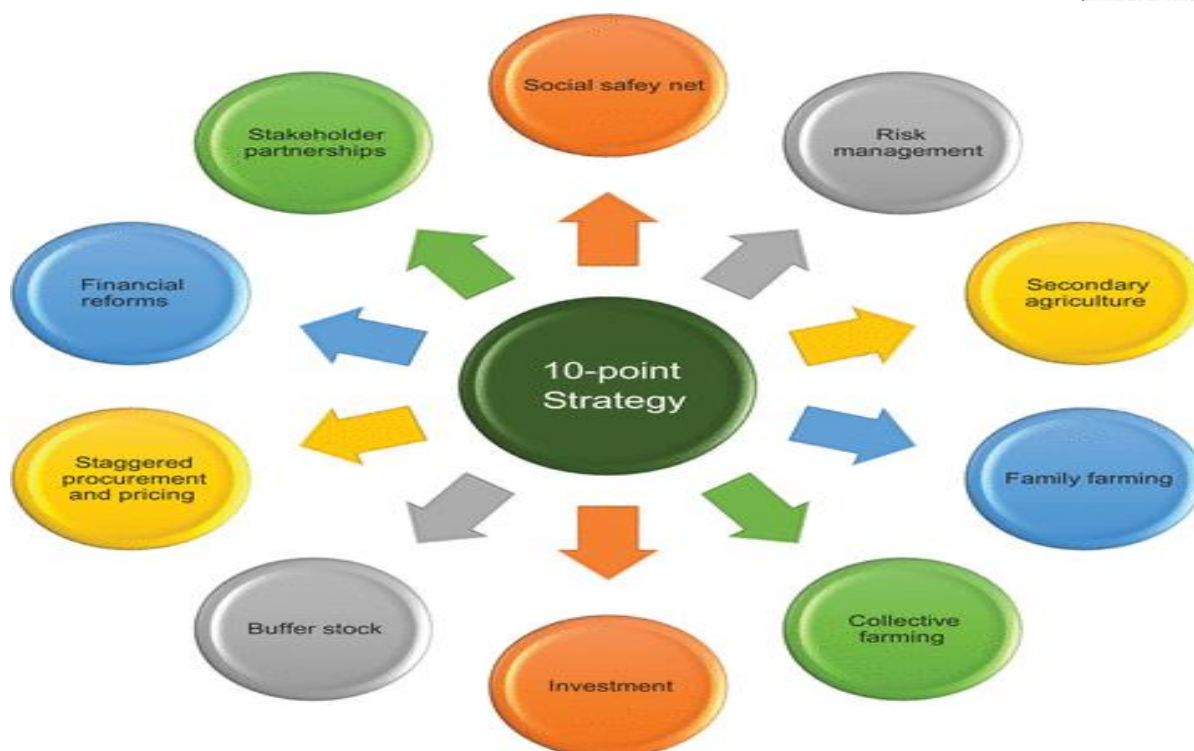 Social safey net
Stakeholder
partnerships
Risk
management
Financial
reforms
Secondary
agriculture
10-point
Strategy
Staggered
procurement
and pricing
Family farming
Buffer stock
Collective
farming
Investment